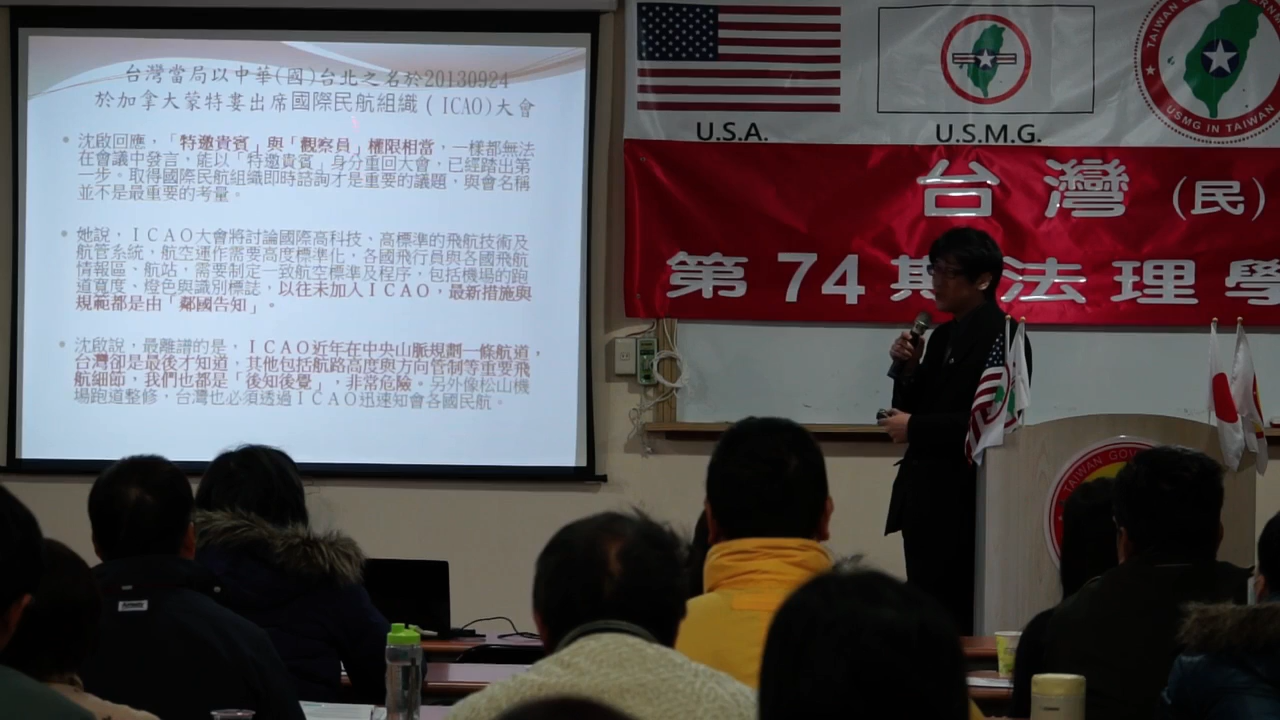 台灣當局以中華(國)台北之名於20130924
於加拿大蒙特婁出席國際民航組織(ICAO)大會
• 沈啟回應,「特邀貴賓」與「觀察員」權限相當,一樣都無法
在會議中發言,能以「特邀貴賓」身分重回大會,已經踏出第
一步。取得國際民航組織即時諮詢才是重要的議題,與會名稱
並不是最重要的考量。
• 她說,ICAO大會將討論國際高科技、高標準的飛航技術及
航管系統,航空運作需要高度標準化,各國飛行員與各國飛航
情報區、航站,需要制定一致航空標準及程序,包括機場的跑
道寬度、燈色與識別標誌,以往未加入ICAO,最新措施與
規範都是由「鄰國告知」。
• 沈啟說,最離譜的是,ICAO近年在中央山脈規劃一條航道,
台灣卻是最後才知道,其他包括航路高度與方向管制等重要飛
航細節,我們也都是「後知後覺」,非常危險。另外像松山機
場跑道整修,台灣也必須透過ICAO迅速知會各國民航。
U.S.A.
U.S.M.G.
TAIWAN GOVERN
USMG IN TAIWAN
台灣(民)
第74期法理學
TAIWAN GOV